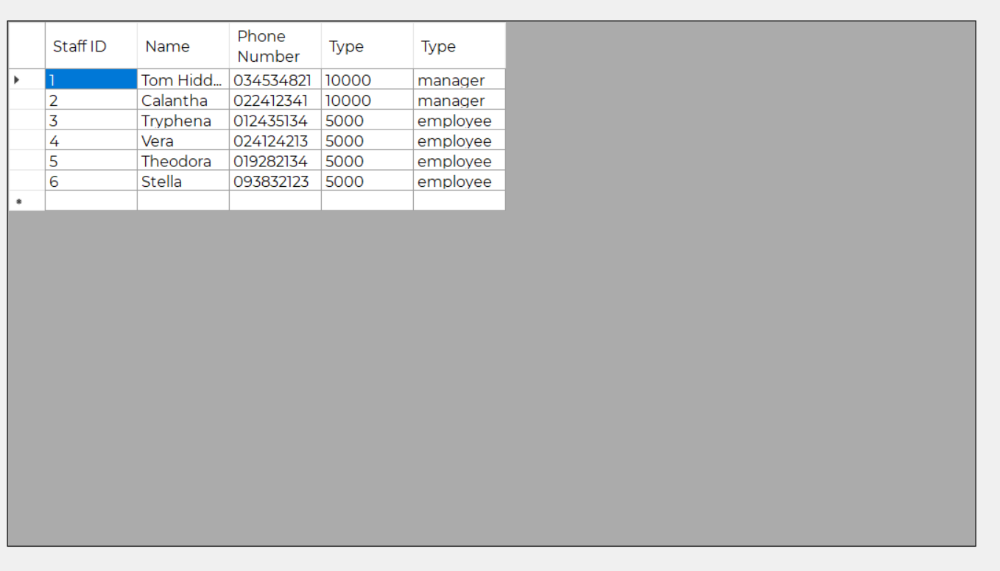 Staff ID Name Phone Number Type Type
1 Tom Hidd... 034534821 10000 manager
2 Calantha 022412341 10000 manager
3 Tryphena 012435134 5000 employee
4 Vera 024124213 5000 employee
5 Theodora 019282134 5000 employee
6 Stella 093832123 5000 employee